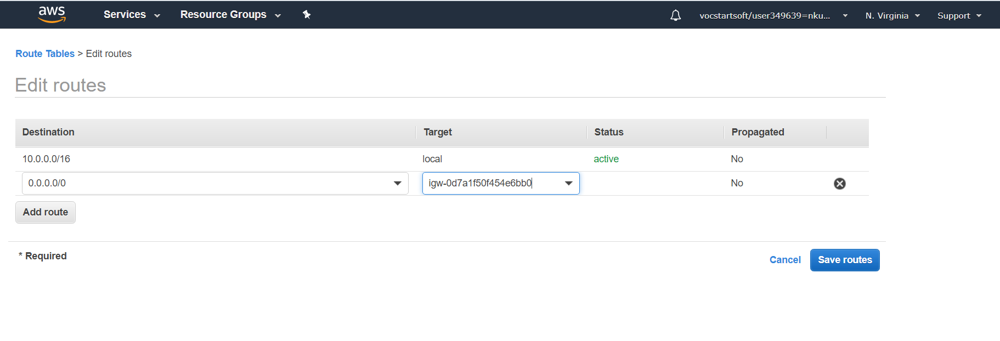 aws Services Resource Groups vocstartsoft/user349639=nku... N. Virginia Support
Route Tables > Edit routes
Edit routes
Destination Target Status Propagated
10.0.0.0/16 local active No
0.0.0.0/0 igw-0d7a1f50f454e6bb0 No
Add route
* Required Cancel Save routes